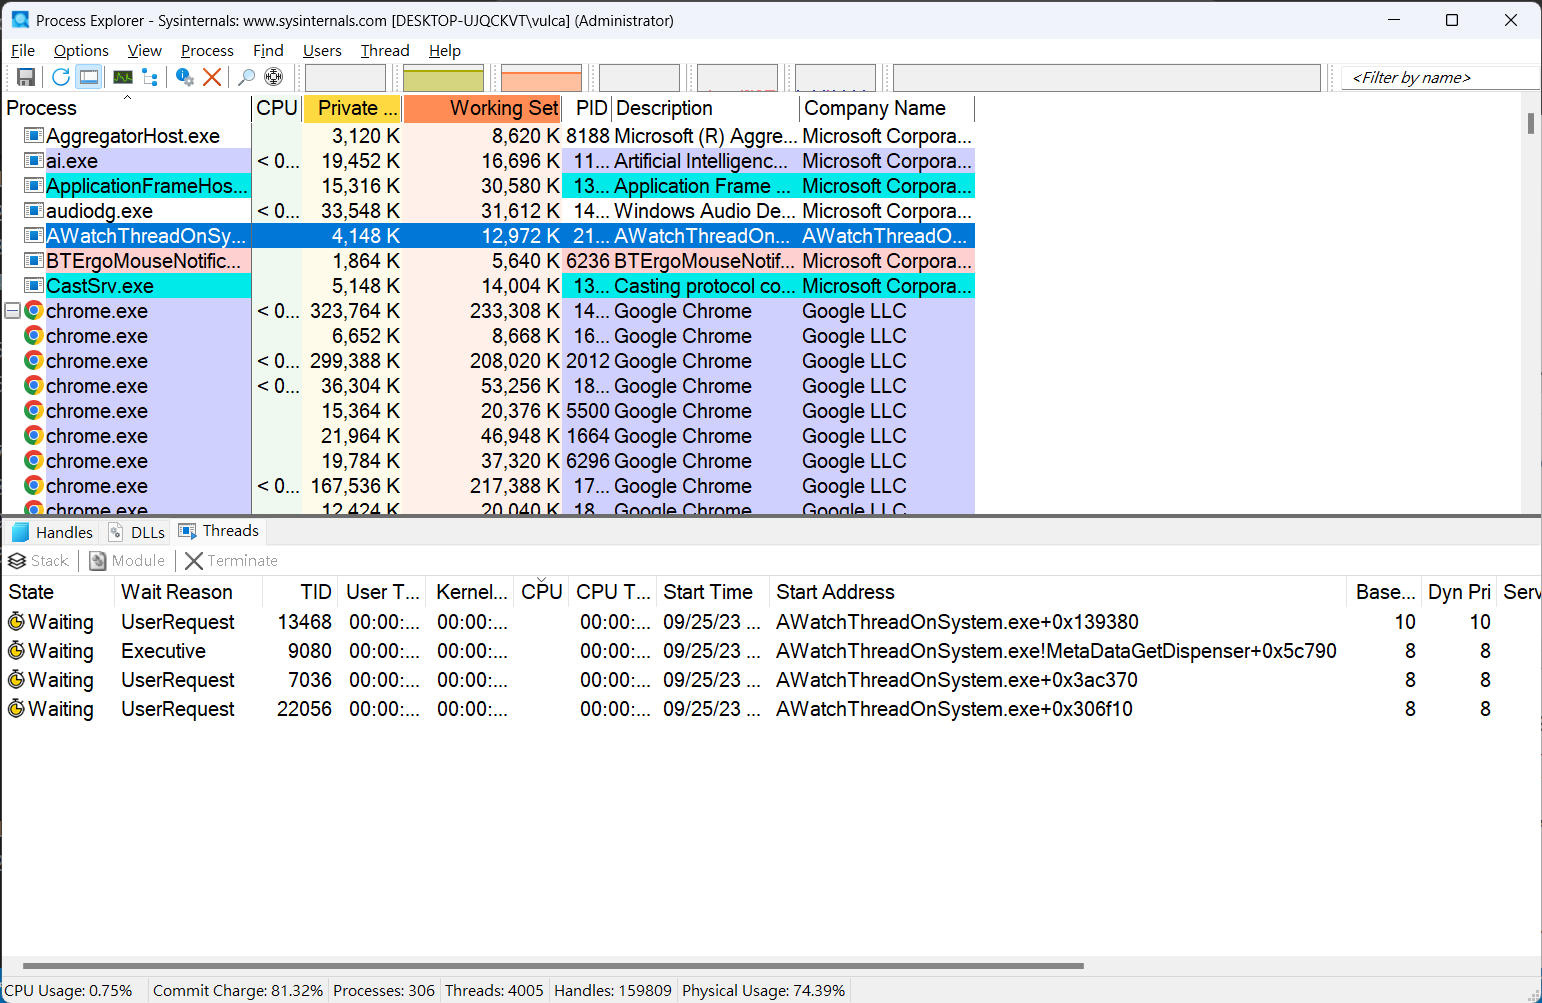 Process Explorer - Sysinternals: www.sysinternals.com [DESKTOP-UJQCKVT\vulca] (Administrator)
File Options View Process Find Users Thread Help
<Filter by name>
Process CPU Private ... Working Set PID Description Company Name
AggregatorHost.exe 3,120 K 8,620 K 8188 Microsoft (R) Aggre... Microsoft Corpora...
ai.exe < 0... 19,452 K 16,696 K 11... Artificial Intelligenc... Microsoft Corpora...
ApplicationFrameHos... 15,316 K 30,580 K 13... Application Frame ... Microsoft Corpora...
audiodg.exe < 0... 33,548 K 31,612 K 14... Windows Audio De... Microsoft Corpora...
AWatchThreadOnSy... 4,148 K 12,972 K 21... AWatchThreadOn... AWatchThreadO...
BTErgoMouseNotific... 1,864 K 5,640 K 6236 BTErgoMouseNotif... Microsoft Corpora...
CastSrv.exe 5,148 K 14,004 K 13... Casting protocol co... Microsoft Corpora...
chrome.exe < 0... 323,764 K 233,308 K 14... Google Chrome Google LLC
chrome.exe 6,652 K 8,668 K 16... Google Chrome Google LLC
chrome.exe < 0... 299,388 K 208,020 K 2012 Google Chrome Google LLC
chrome.exe < 0... 36,304 K 53,256 K 18... Google Chrome Google LLC
chrome.exe 15,364 K 20,376 K 5500 Google Chrome Google LLC
chrome.exe 21,964 K 46,948 K 1664 Google Chrome Google LLC
chrome.exe 19,784 K 37,320 K 6296 Google Chrome Google LLC
chrome.exe < 0... 167,536 K 217,388 K 17... Google Chrome Google LLC
chrome.exe 12,424 K 20,040 K 18... Google Chrome Google LLC
Handles DLLs Threads
Stack Module Terminate
State Wait Reason TID User T... Kernel... CPU CPU T... Start Time Start Address Base... Dyn Pri Serv
Waiting UserRequest 13468 00:00:... 00:00:... 00:00:... 09/25/23 ... AWatchThreadOnSystem.exe+0x139380 10 10
Waiting Executive 9080 00:00:... 00:00:... 00:00:... 09/25/23 ... AWatchThreadOnSystem.exe!MetaDataGetDispenser+0x5c790 8 8
Waiting UserRequest 7036 00:00:... 00:00:... 00:00:... 09/25/23 ... AWatchThreadOnSystem.exe+0x3ac370 8 8
Waiting UserRequest 22056 00:00:... 00:00:... 00:00:... 09/25/23 ... AWatchThreadOnSystem.exe+0x306f10 8 8
CPU Usage: 0.75% Commit Charge: 81.32% Processes: 306 Threads: 4005 Handles: 159809 Physical Usage: 74.39%